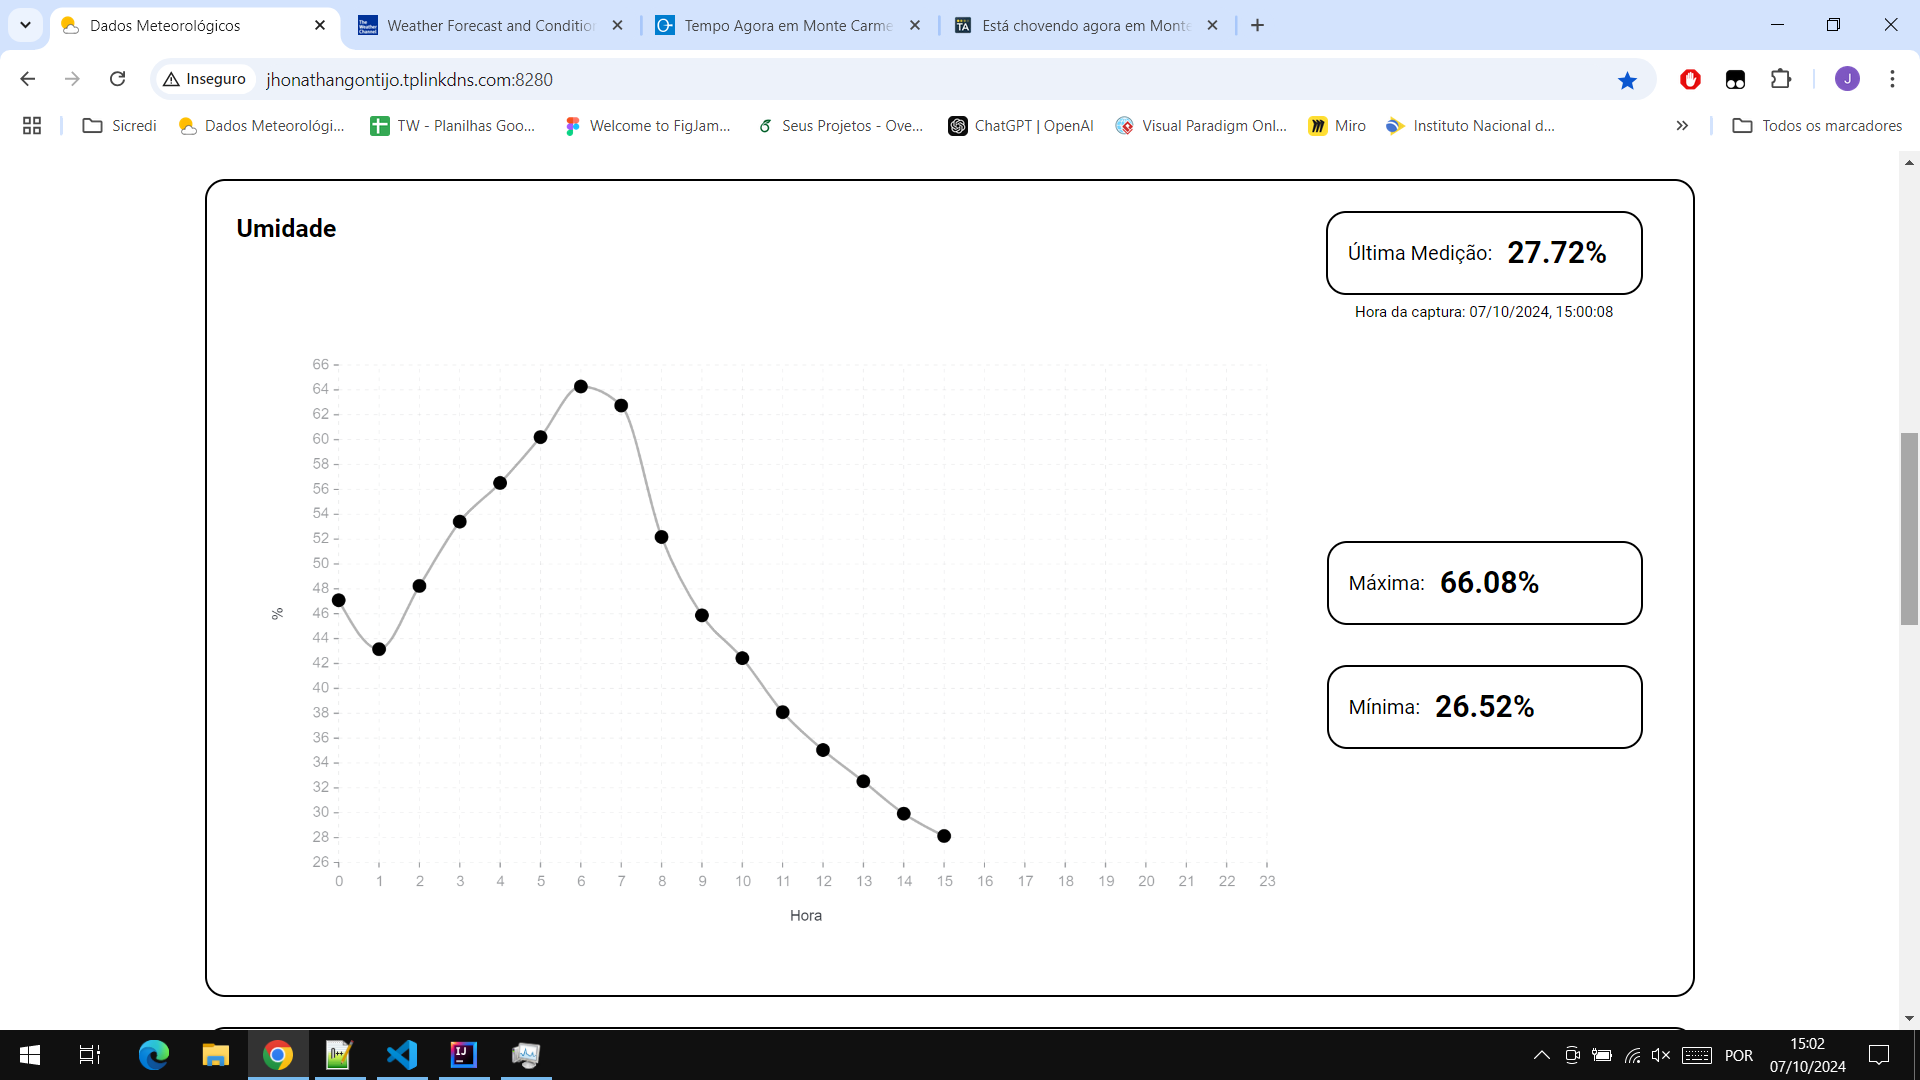 Dados Meteorológicos
Weather Forecast and Conditio
Tempo Agora em Monte Carme
Está chovendo agora em Monte
Inseguro
jhonathangontijo.tplinkdns.com:8280
J
Sicredi
Dados Meteorológi...
TW - Planilhas Goo...
Welcome to FigJam...
Seus Projetos - Ove...
ChatGPT | OpenAI
Visual Paradigm Onl...
Miro
Instituto Nacional d...
Todos os marcadores
Umidade
Última Medição: 27.72%
Hora da captura: 07/10/2024, 15:00:08
66
64
62
60
58
56
54
52
50
48
46
44
42
40
38
36
34
32
30
28
26
%
0 1 2 3 4 5 6 7 8 9 10 11 12 13 14 15 16 17 18 19 20 21 22 23
Hora
Máxima: 66.08%
Mínima: 26.52%
POR
15:02
07/10/2024